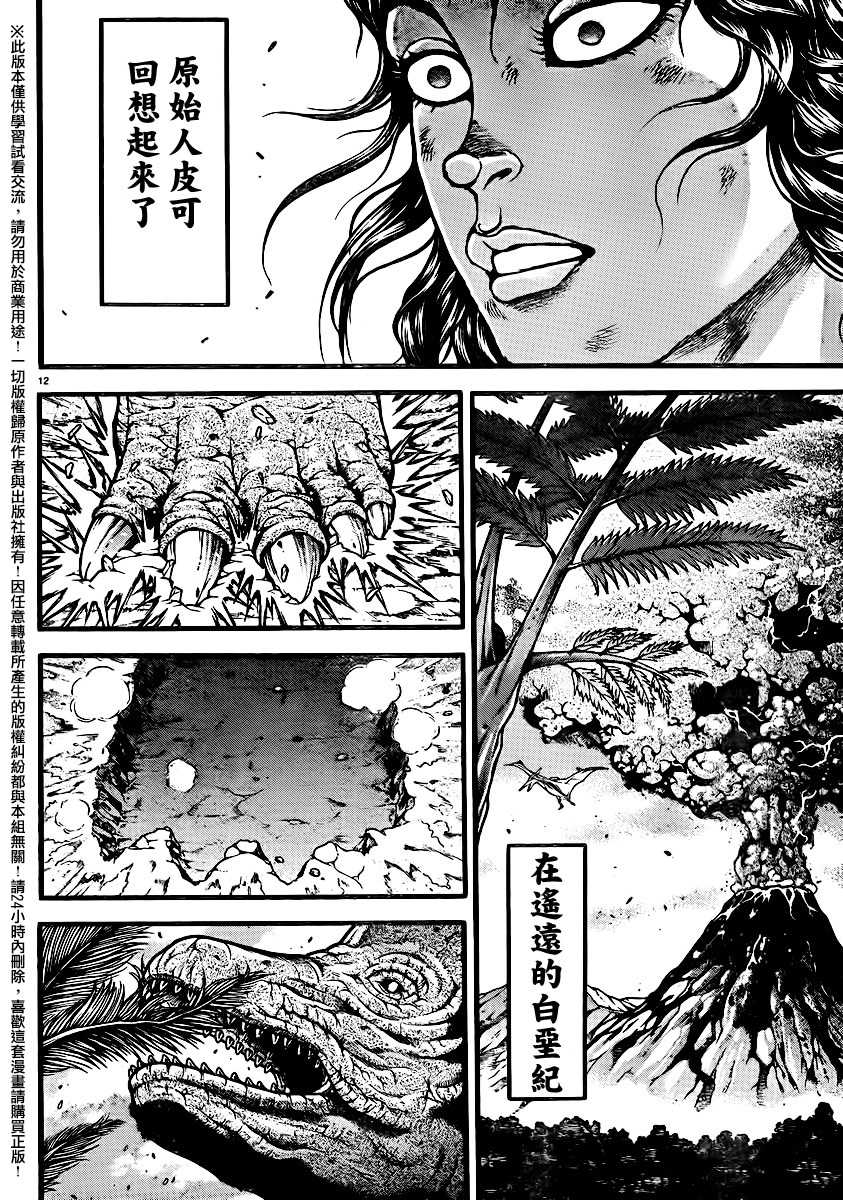 原始人皮可
回想起來了
12
在遙遠的白堊紀
※此版本僅供學習試看交流，請勿用於商業用途！一切版權歸原作者與出版社擁有！因任意轉載所產生的版權糾紛都與本組無關！請24小時內刪除，喜歡這套漫畫請購買正版！